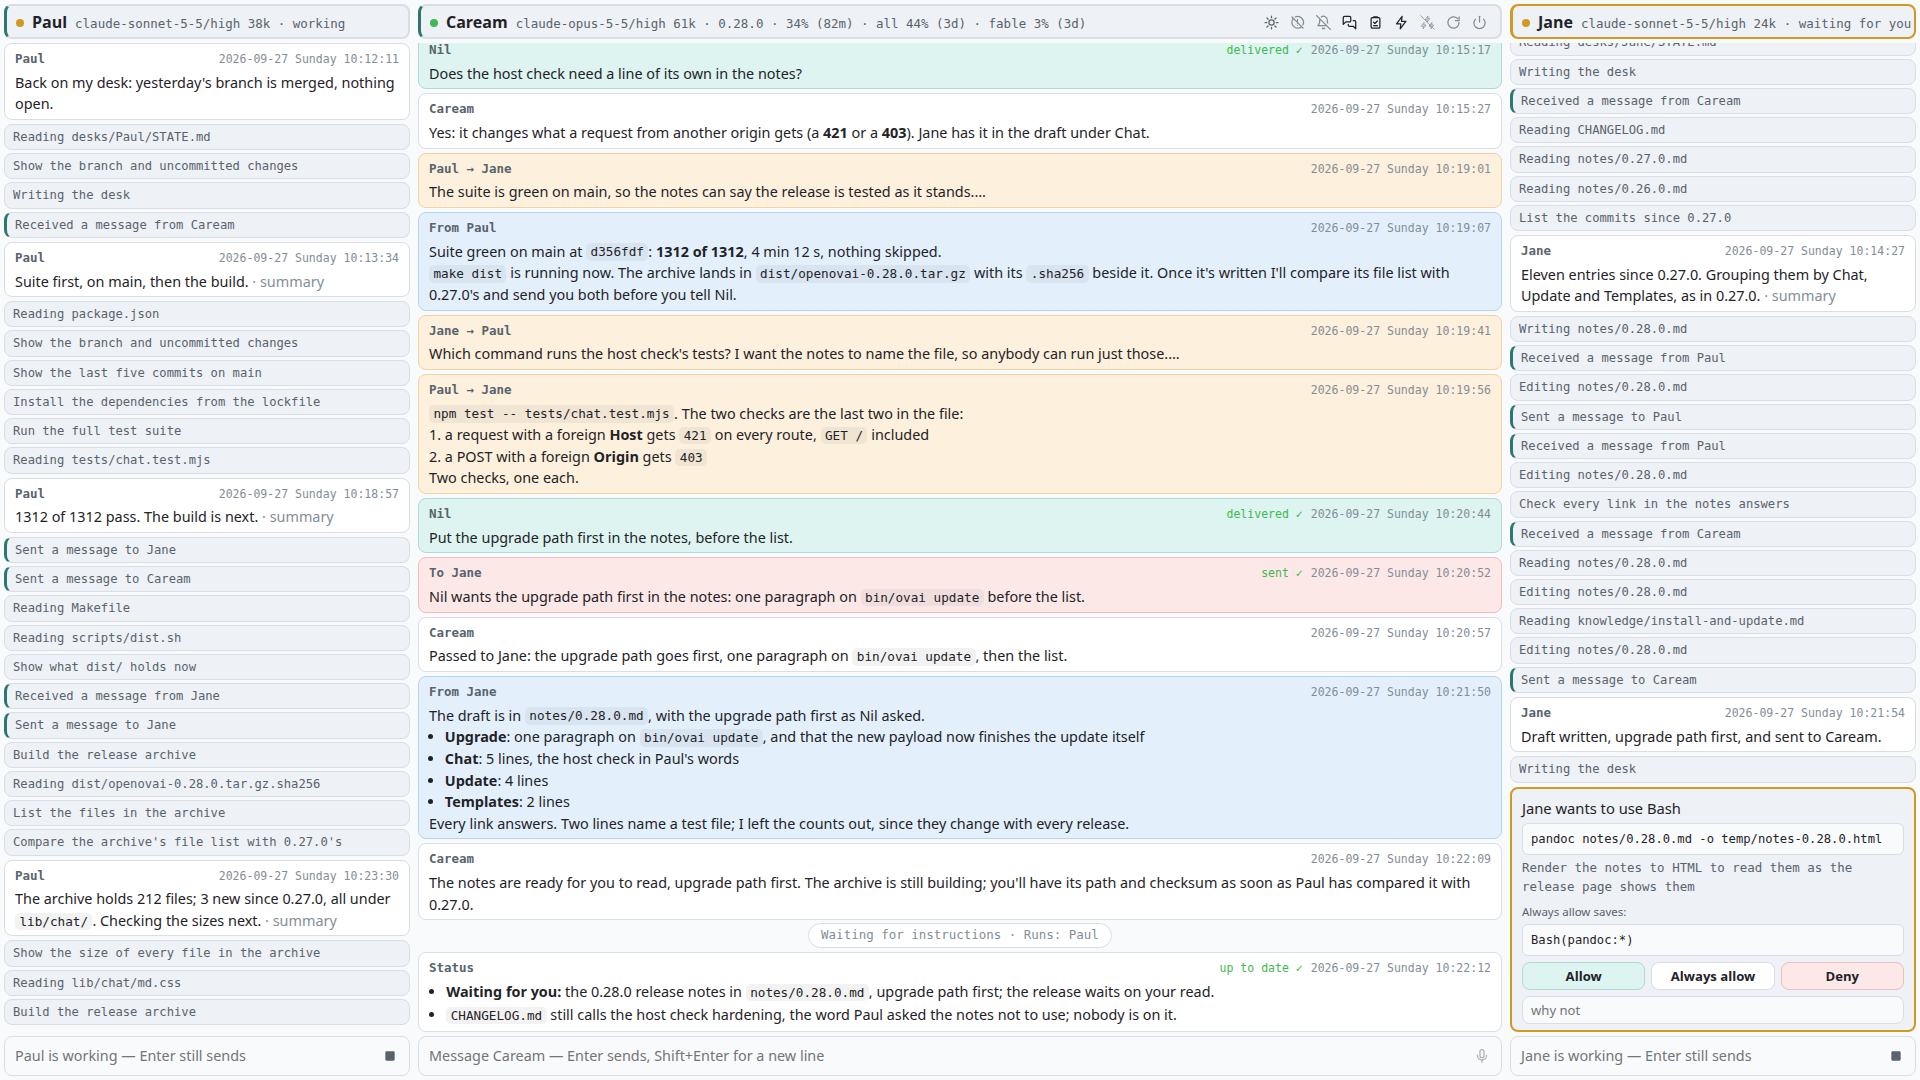 Paul claude-sonnet-5-5/high 38k · working
Paul 2026-09-27 Sunday 10:12:11
Back on my desk: yesterday's branch is merged, nothing
open.
Reading desks/Paul/STATE.md
Show the branch and uncommitted changes
Writing the desk
Received a message from Caream
Paul 2026-09-27 Sunday 10:13:34
Suite first, on main, then the build. · summary
Reading package.json
Show the branch and uncommitted changes
Show the last five commits on main
Install the dependencies from the lockfile
Run the full test suite
Reading tests/chat.test.mjs
Paul 2026-09-27 Sunday 10:18:57
1312 of 1312 pass. The build is next. · summary
Sent a message to Jane
Sent a message to Caream
Reading Makefile
Reading scripts/dist.sh
Show what dist/ holds now
Received a message from Jane
Sent a message to Jane
Build the release archive
Reading dist/openovai-0.28.0.tar.gz.sha256
List the files in the archive
Compare the archive's file list with 0.27.0's
Paul 2026-09-27 Sunday 10:23:30
The archive holds 212 files; 3 new since 0.27.0, all under
lib/chat/. Checking the sizes next. · summary
Show the size of every file in the archive
Reading lib/chat/md.css
Build the release archive
Paul is working — Enter still sends
Caream claude-opus-5-5/high 61k · 0.28.0 · 34% (82m) · all 44% (3d) · fable 3% (3d)
Nil delivered ✓ 2026-09-27 Sunday 10:15:17
Does the host check need a line of its own in the notes?
Caream 2026-09-27 Sunday 10:15:27
Yes: it changes what a request from another origin gets (a 421 or a 403). Jane has it in the draft under Chat.
Paul → Jane 2026-09-27 Sunday 10:19:01
The suite is green on main, so the notes can say the release is tested as it stands....
From Paul 2026-09-27 Sunday 10:19:07
Suite green on main at d356fdf: 1312 of 1312, 4 min 12 s, nothing skipped.
make dist is running now. The archive lands in dist/openovai-0.28.0.tar.gz with its .sha256 beside it. Once it's written I'll compare its file list with
0.27.0's and send you both before you tell Nil.
Jane → Paul 2026-09-27 Sunday 10:19:41
Which command runs the host check's tests? I want the notes to name the file, so anybody can run just those....
Paul → Jane 2026-09-27 Sunday 10:19:56
npm test -- tests/chat.test.mjs. The two checks are the last two in the file:
1. a request with a foreign Host gets 421 on every route, GET / included
2. a POST with a foreign Origin gets 403
Two checks, one each.
Nil delivered ✓ 2026-09-27 Sunday 10:20:44
Put the upgrade path first in the notes, before the list.
To Jane sent ✓ 2026-09-27 Sunday 10:20:52
Nil wants the upgrade path first in the notes: one paragraph on bin/ovai update before the list.
Caream 2026-09-27 Sunday 10:20:57
Passed to Jane: the upgrade path goes first, one paragraph on bin/ovai update, then the list.
From Jane 2026-09-27 Sunday 10:21:50
The draft is in notes/0.28.0.md, with the upgrade path first as Nil asked.
• Upgrade: one paragraph on bin/ovai update, and that the new payload now finishes the update itself
• Chat: 5 lines, the host check in Paul's words
• Update: 4 lines
• Templates: 2 lines
Every link answers. Two lines name a test file; I left the counts out, since they change with every release.
Caream 2026-09-27 Sunday 10:22:09
The notes are ready for you to read, upgrade path first. The archive is still building; you'll have its path and checksum as soon as Paul has compared it with
0.27.0.
Waiting for instructions · Runs: Paul
Status up to date ✓ 2026-09-27 Sunday 10:22:12
• Waiting for you: the 0.28.0 release notes in notes/0.28.0.md, upgrade path first; the release waits on your read.
• CHANGELOG.md still calls the host check hardening, the word Paul asked the notes not to use; nobody is on it.
Message Caream — Enter sends, Shift+Enter for a new line
Jane claude-sonnet-5-5/high 24k · waiting for you
Reading desks/Jane/STATE.md
Writing the desk
Received a message from Caream
Reading CHANGELOG.md
Reading notes/0.27.0.md
Reading notes/0.26.0.md
List the commits since 0.27.0
Jane 2026-09-27 Sunday 10:14:27
Eleven entries since 0.27.0. Grouping them by Chat,
Update and Templates, as in 0.27.0. · summary
Writing notes/0.28.0.md
Received a message from Paul
Editing notes/0.28.0.md
Sent a message to Paul
Received a message from Paul
Editing notes/0.28.0.md
Check every link in the notes answers
Received a message from Caream
Reading notes/0.28.0.md
Editing notes/0.28.0.md
Reading knowledge/install-and-update.md
Editing notes/0.28.0.md
Sent a message to Caream
Jane 2026-09-27 Sunday 10:21:54
Draft written, upgrade path first, and sent to Caream.
Writing the desk
Jane wants to use Bash
pandoc notes/0.28.0.md -o temp/notes-0.28.0.html
Render the notes to HTML to read them as the
release page shows them
Always allow saves:
Bash(pandoc:*)
Allow Always allow Deny
why not
Jane is working — Enter still sends